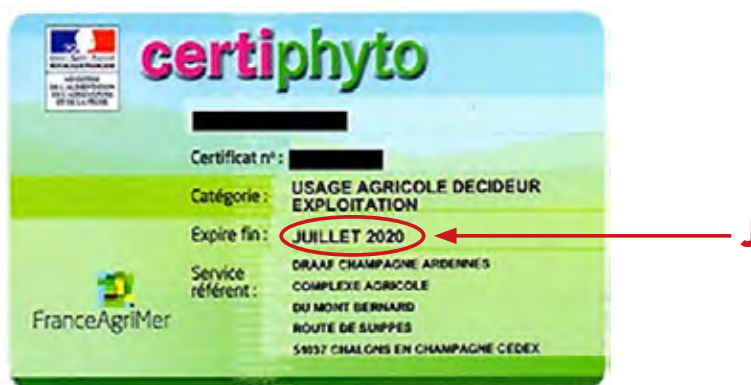 certiphyto
Certificat n° :
Catégorie : USAGE AGRICOLE DECIDEUR
EXPLOITATION
Expire fin : JUILLET 2020
Service
référent :
DRAAF CHAMPAGNE ARDENNES
COMPLEXE AGRICOLE
DU MONT BERNARD
ROUTE DE SUIPPES
51037 CHALONS EN CHAMPAGNE CEDEX
FranceAgriMer
J